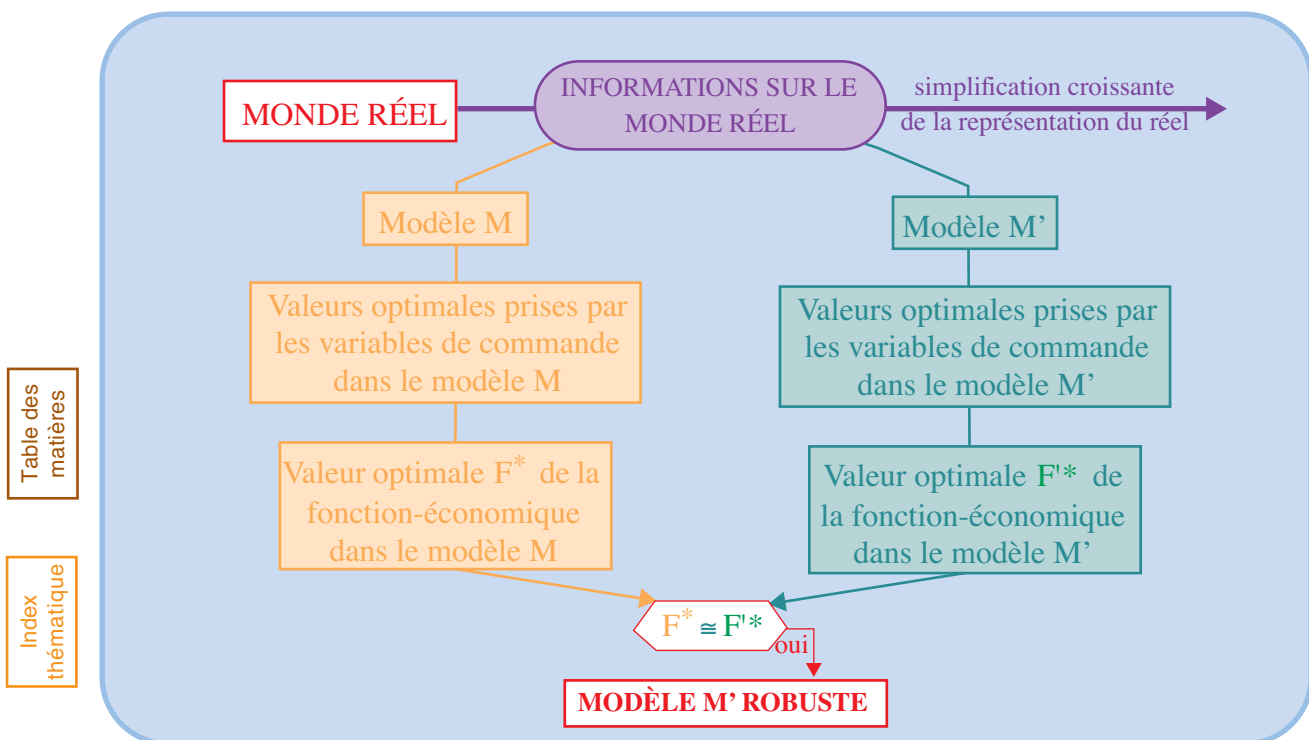 MONDE RÉEL
INFORMATIONS SUR LE
MONDE RÉEL
simplification croissante
de la représentation du réel
Modèle M
Modèle M’
Valeurs optimales prises par
les variables de commande
dans le modèle M
Valeurs optimales prises par
les variables de commande
dans le modèle M’
Valeur optimale F* de la
fonction-économique
dans le modèle M
Valeur optimale F'* de
la fonction-économique
dans le modèle M’
F* ≅ F'*
oui
MODÈLE M’ ROBUSTE
Table des
matières
Index
thématique